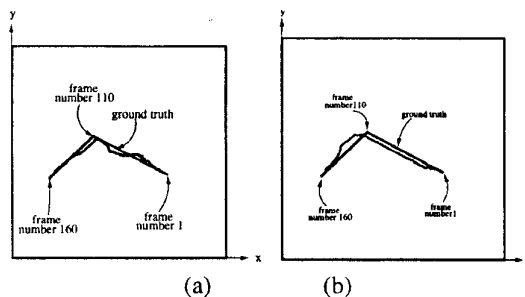 y
frame
number 110
ground truth
frame
number 160
frame
number 1
x
(a)
y
frame
number110
ground truth
frame
number 160
frame
number1
(b)